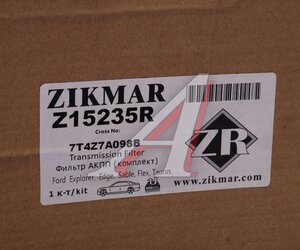 ZIKMAR
Z15235R
Cross No:
7T4Z7A098B
Transmission Filter
Фильтр АКПП (комплект)
Ford Explorer, Edge, Sable, Flex, Taurus
1 К-Т/kit
ZR
www.zikmar.com